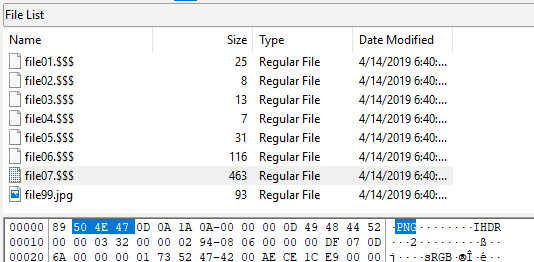 File List
Name Size Type Date Modified
file01.$$$ 25 Regular File 4/14/2019 6:40:...
file02.$$$ 8 Regular File 4/14/2019 6:40:...
file03.$$$ 13 Regular File 4/14/2019 6:40:...
file04.$$$ 7 Regular File 4/14/2019 6:40:...
file05.$$$ 31 Regular File 4/14/2019 6:40:...
file06.$$$ 116 Regular File 4/14/2019 6:40:...
file07.$$$ 463 Regular File 4/14/2019 6:40:...
file99.jpg 93 Regular File 4/14/2019 6:40:...
00000 89 50 4E 47 0D 0A 1A 0A-00 00 00 0D 49 48 44 52 ·PNG········IHDR
00010 00 00 03 32 00 00 02 94-08 06 00 00 00 DF 07 0D ···2·········ß··
00020 6A 00 00 00 01 73 52 47-42 00 AE CE 1C E9 00 00 j····sRGB·®Î·é··